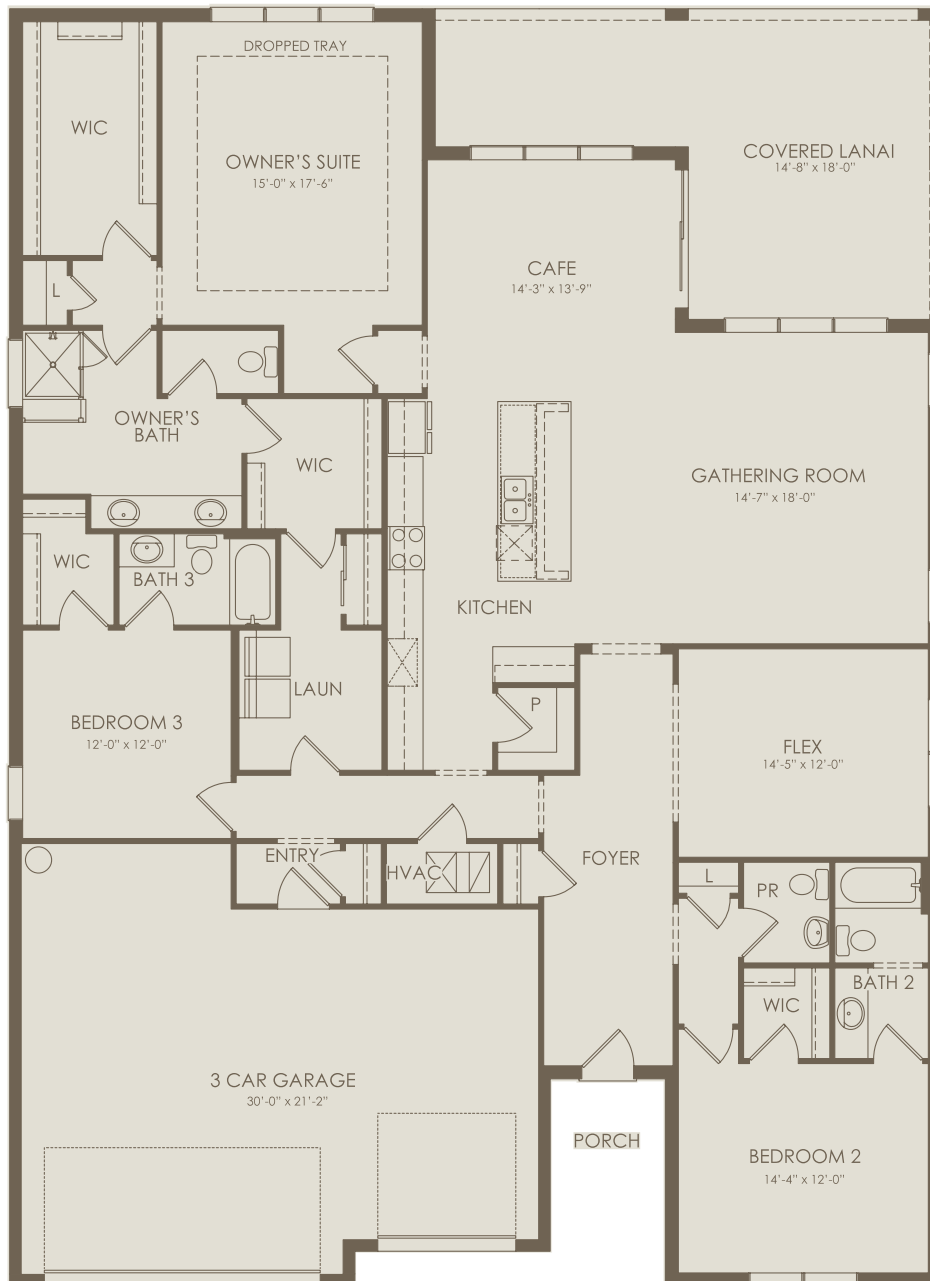 DROPPED TRAY
WIC
OWNER'S SUITE
15'-0" x 17'-6"
COVERED LANAI
14'-8" x 18'-0"
CAFE
14'-3" x 13'-9"
L
OWNER'S
BATH
WIC
GATHERING ROOM
14'-7" x 18'-0"
WIC
BATH 3
KITCHEN
LAUN
P
BEDROOM 3
12'-0" x 12'-0"
FLEX
14'-5" x 12'-0"
ENTRY
HVAC
FOYER
L
PR
BATH 2
WIC
3 CAR GARAGE
30'-0" x 21'-2"
PORCH
BEDROOM 2
14'-4" x 12'-0"